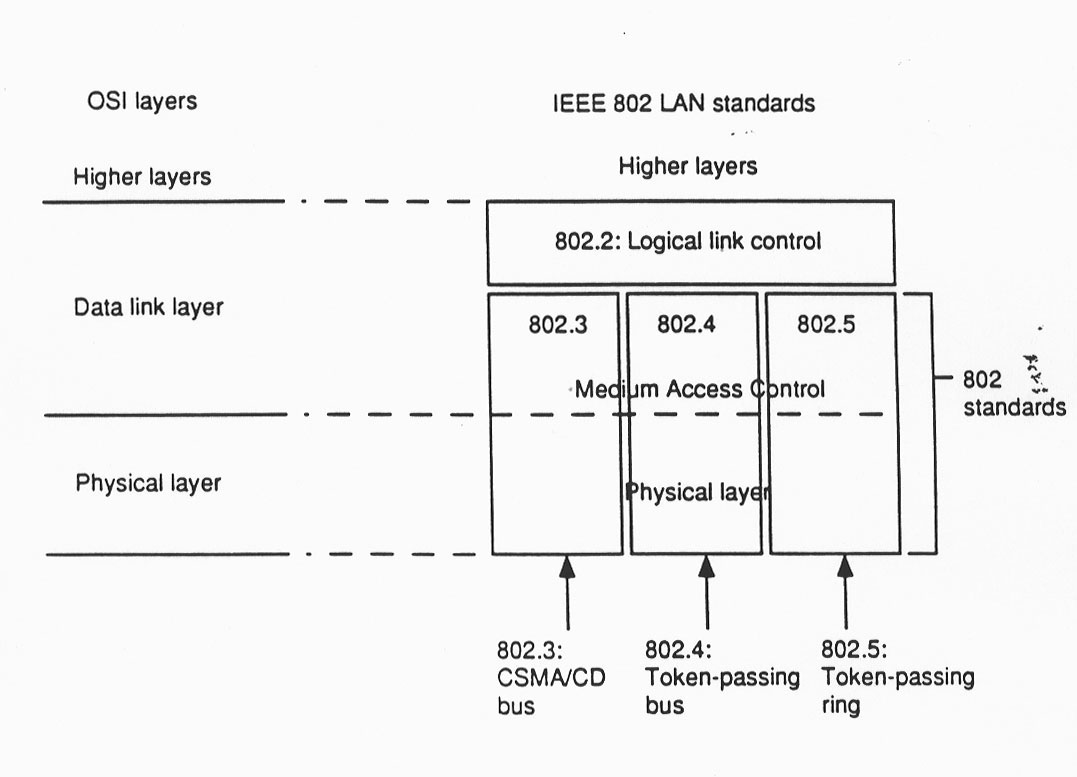 OSI layers
IEEE 802 LAN standards
Higher layers
Higher layers
802.2: Logical link control
Data link layer
802.3
802.4
802.5
Medium Access Control
802
standards
Physical layer
Physical layer
802.3:
CSMA/CD
bus
802.4:
Token-passing
bus
802.5:
Token-passing
ring